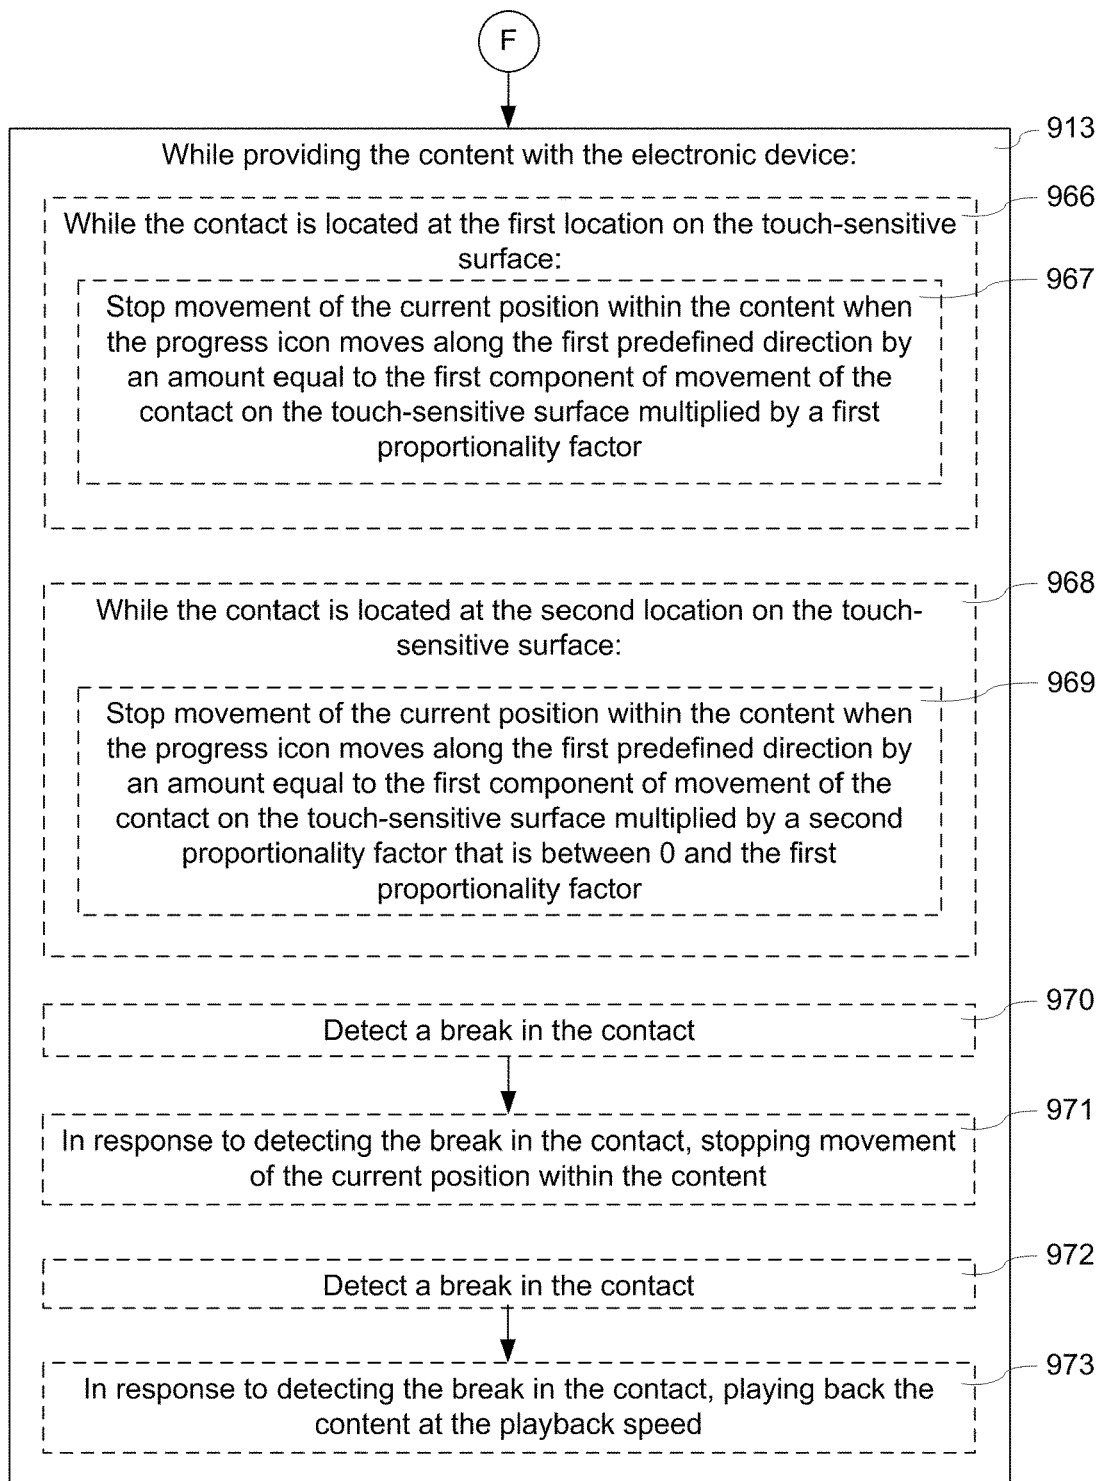 F
913
While providing the content with the electronic device:
966
While the contact is located at the first location on the touch-sensitive
surface:
967
Stop movement of the current position within the content when
the progress icon moves along the first predefined direction by
an amount equal to the first component of movement of the
contact on the touch-sensitive surface multiplied by a first
proportionality factor
968
While the contact is located at the second location on the touch-
sensitive surface:
969
Stop movement of the current position within the content when
the progress icon moves along the first predefined direction by
an amount equal to the first component of movement of the
contact on the touch-sensitive surface multiplied by a second
proportionality factor that is between 0 and the first
proportionality factor
970
Detect a break in the contact
971
In response to detecting the break in the contact, stopping movement
of the current position within the content
972
Detect a break in the contact
973
In response to detecting the break in the contact, playing back the
content at the playback speed